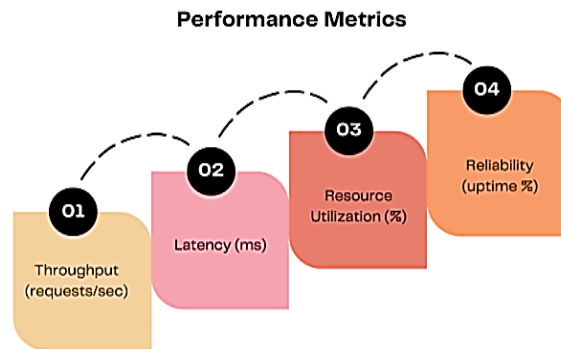 Performance Metrics
01
Throughput
(requests/sec)
02
Latency (ms)
03
Resource
Utilization (%)
04
Reliability
(uptime %)